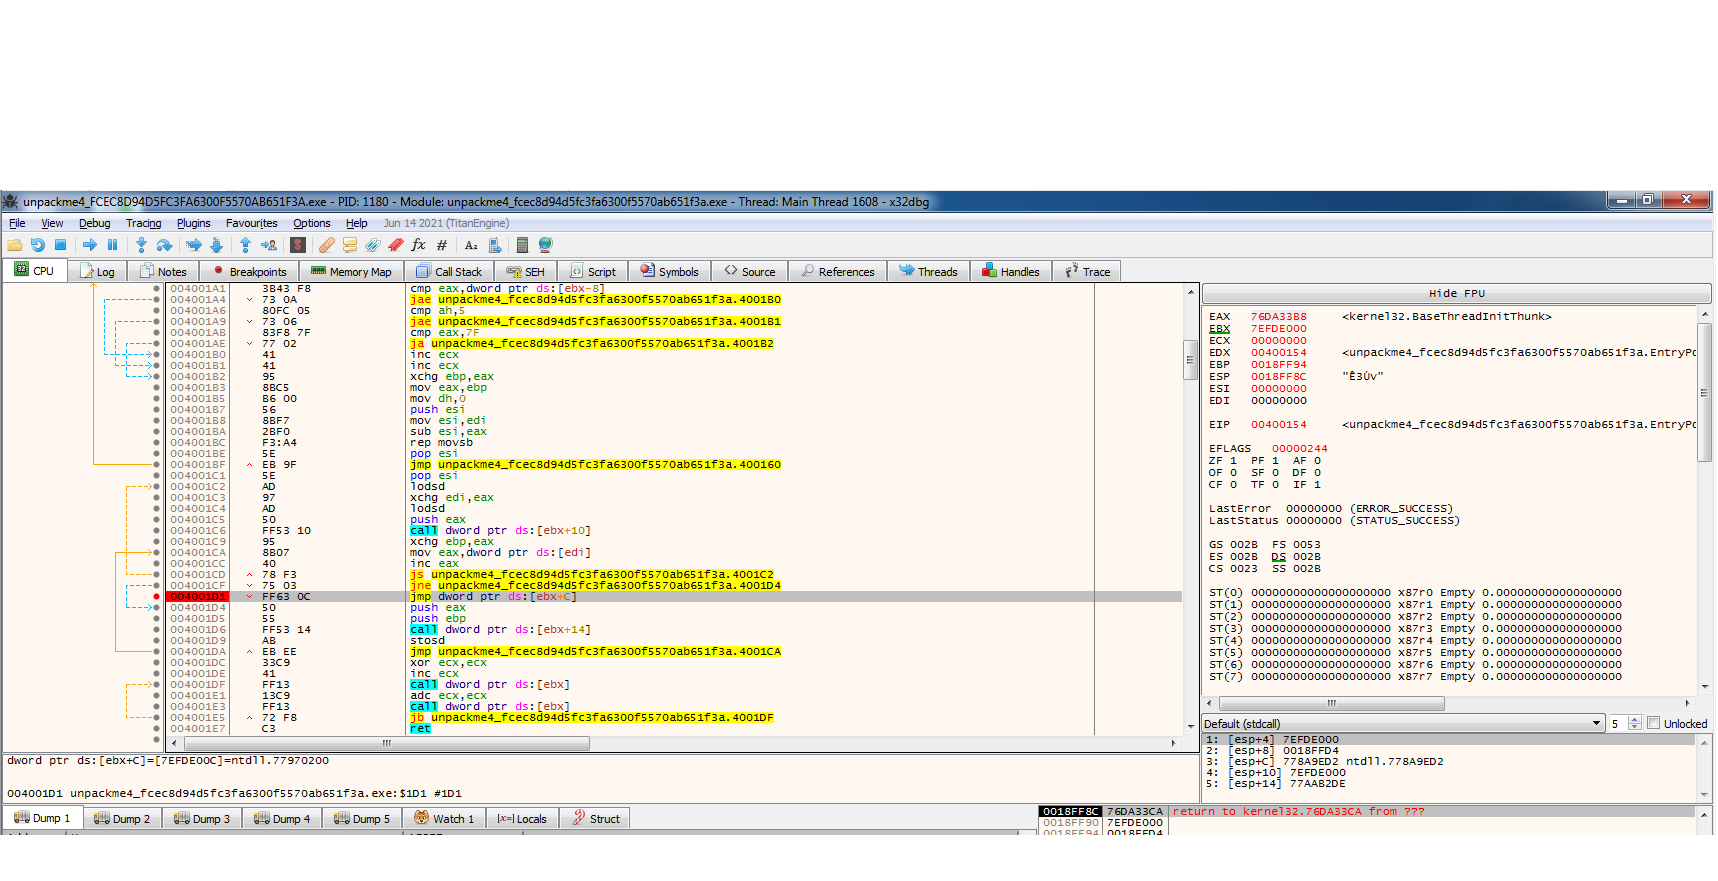 unpackme4_FCEC8D94D5FC3FA6300F5570AB651F3A.exe - PID: 1180 - Module: unpackme4_fcec8d94d5fc3fa6300f5570ab651f3a.exe - Thread: Main Thread 1608 - x32dbg
File View Debug Tracing Plugins Favourites Options Help Jun 14 2021 (TitanEngine)
CPU Log Notes Breakpoints Memory Map Call Stack SEH Script Symbols Source References Threads Handles Trace
004001A1 3B43 F8 cmp eax,dword ptr ds:[ebx-8]
004001A4 73 0A jae unpackme4_fcec8d94d5fc3fa6300f5570ab651f3a.4001B0
004001A6 80FC 05 cmp ah,5
004001A9 73 06 jae unpackme4_fcec8d94d5fc3fa6300f5570ab651f3a.4001B1
004001AB 83F8 7F cmp eax,7F
004001AE 77 02 ja unpackme4_fcec8d94d5fc3fa6300f5570ab651f3a.4001B2
004001B0 41 inc ecx
004001B1 41 inc ecx
004001B2 95 xchg ebp,eax
004001B3 8BC5 mov eax,ebp
004001B5 B6 00 mov dh,0
004001B7 56 push esi
004001B8 8BF7 mov esi,edi
004001BA 2BF0 sub esi,eax
004001BC F3:A4 rep movsb
004001BE 5E pop esi
004001BF EB 9F jmp unpackme4_fcec8d94d5fc3fa6300f5570ab651f3a.400160
004001C1 5E pop esi
004001C2 AD lodsd
004001C3 97 xchg edi,eax
004001C4 AD lodsd
004001C5 50 push eax
004001C6 FF53 10 call dword ptr ds:[ebx+10]
004001C9 95 xchg ebp,eax
004001CA 8B07 mov eax,dword ptr ds:[edi]
004001CC 40 inc eax
004001CD 78 F3 js unpackme4_fcec8d94d5fc3fa6300f5570ab651f3a.4001C2
004001CF 75 03 jne unpackme4_fcec8d94d5fc3fa6300f5570ab651f3a.4001D4
004001D1 FF63 0C jmp dword ptr ds:[ebx+C]
004001D4 50 push eax
004001D5 55 push ebp
004001D6 FF53 14 call dword ptr ds:[ebx+14]
004001D9 AB stosd
004001DA EB EE jmp unpackme4_fcec8d94d5fc3fa6300f5570ab651f3a.4001CA
004001DC 33C9 xor ecx,ecx
004001DE 41 inc ecx
004001DF FF13 call dword ptr ds:[ebx]
004001E1 13C9 adc ecx,ecx
004001E3 FF13 call dword ptr ds:[ebx]
004001E5 72 F8 jb unpackme4_fcec8d94d5fc3fa6300f5570ab651f3a.4001DF
004001E7 C3 ret
Hide FPU
EAX 76DA33B8 <kernel32.BaseThreadInitThunk>
EBX 7EFDE000
ECX 00000000
EDX 00400154 <unpackme4_fcec8d94d5fc3fa6300f5570ab651f3a.EntryPo
EBP 0018FF94
ESP 0018FF8C "Ê3Úv"
ESI 00000000
EDI 00000000
EIP 00400154 <unpackme4_fcec8d94d5fc3fa6300f5570ab651f3a.EntryPo
EFLAGS 00000244
ZF 1 PF 1 AF 0
OF 0 SF 0 DF 0
CF 0 TF 0 IF 1
LastError 00000000 (ERROR_SUCCESS)
LastStatus 00000000 (STATUS_SUCCESS)
GS 002B FS 0053
ES 002B DS 002B
CS 0023 SS 002B
ST(0) 00000000000000000000 x87r0 Empty 0.000000000000000000
ST(1) 00000000000000000000 x87r1 Empty 0.000000000000000000
ST(2) 00000000000000000000 x87r2 Empty 0.000000000000000000
ST(3) 00000000000000000000 x87r3 Empty 0.000000000000000000
ST(4) 00000000000000000000 x87r4 Empty 0.000000000000000000
ST(5) 00000000000000000000 x87r5 Empty 0.000000000000000000
ST(6) 00000000000000000000 x87r6 Empty 0.000000000000000000
ST(7) 00000000000000000000 x87r7 Empty 0.000000000000000000
Default (stdcall) 5 Unlocked
1: [esp+4] 7EFDE000
2: [esp+8] 0018FFD4
3: [esp+C] 778A9ED2 ntdll.778A9ED2
4: [esp+10] 7EFDE000
5: [esp+14] 77AAB2DE
dword ptr ds:[ebx+C]=[7EFDE00C]=ntdll.77970200
004001D1 unpackme4_fcec8d94d5fc3fa6300f5570ab651f3a.exe:$1D1 #1D1
Dump 1 Dump 2 Dump 3 Dump 4 Dump 5 Watch 1 Locals Struct
0018FF8C 76DA33CA return to kernel32.76DA33CA from ???
0018FF90 7EFDE000
0018FF94 0018FFD4